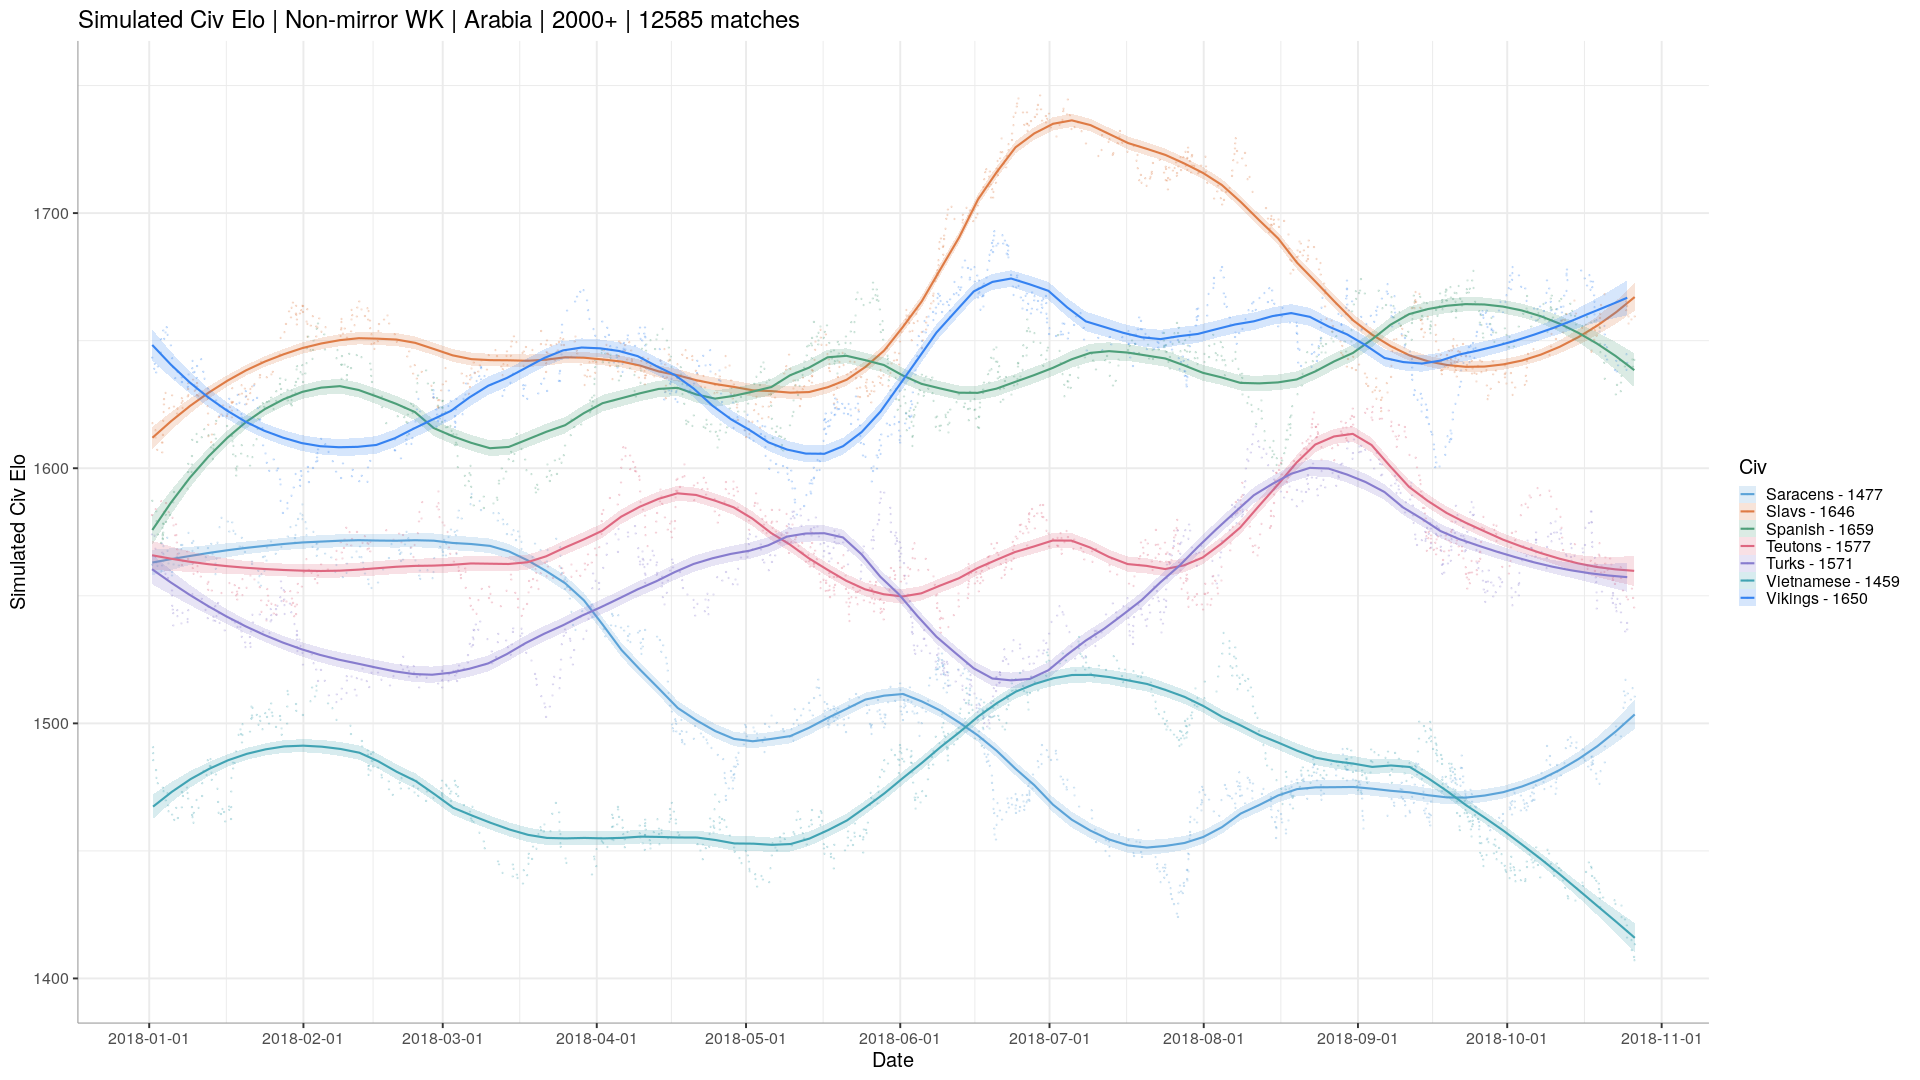 Simulated Civ Elo | Non-mirror WK | Arabia | 2000+ | 12585 matches
Simulated Civ Elo
1700
1600
1500
1400
2018-01-01 2018-02-01 2018-03-01 2018-04-01 2018-05-01 2018-06-01 2018-07-01 2018-08-01 2018-09-01 2018-10-01 2018-11-01
Date
Civ
Saracens - 1477
Slavs - 1646
Spanish - 1659
Teutons - 1577
Turks - 1571
Vietnamese - 1459
Vikings - 1650